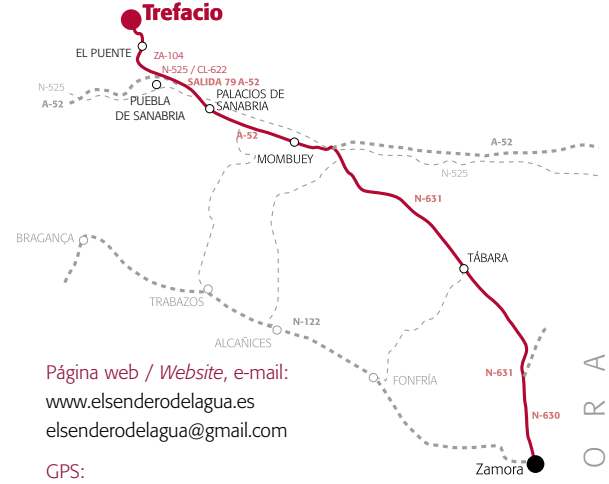 Trefacio
EL PUENTE
ZA-104
N-525 / CL-622
SALIDA 79 A-52
N-525
A-52
PUEBLA
DE SANABRIA
PALACIOS DE
SANABRIA
A-52
MOMBUEY
A-52
N-525
N-631
BRAGANÇA
TÁBARA
TRABAZOS
N-122
ALCAÑICES
FONFRÍA
N-631
N-630
Zamora
ORA
Página web / Website, e-mail:
www.elsenderodelagua.es
elsenderodelagua@gmail.com
GPS: